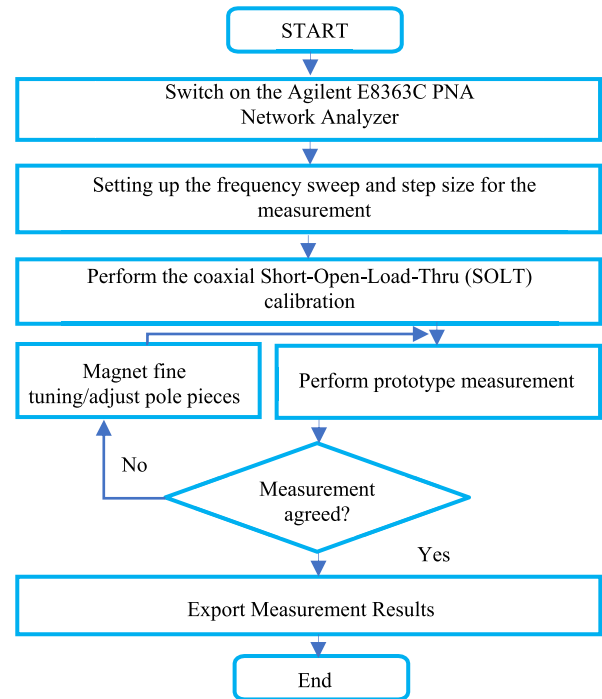 START
Switch on the Agilent E8363C PNA
Network Analyzer
Setting up the frequency sweep and step size for the
measurement
Perform the coaxial Short-Open-Load-Thru (SOLT)
calibration
Magnet fine
tuning/adjust pole pieces
Perform prototype measurement
No
Measurement
agreed?
Yes
Export Measurement Results
End